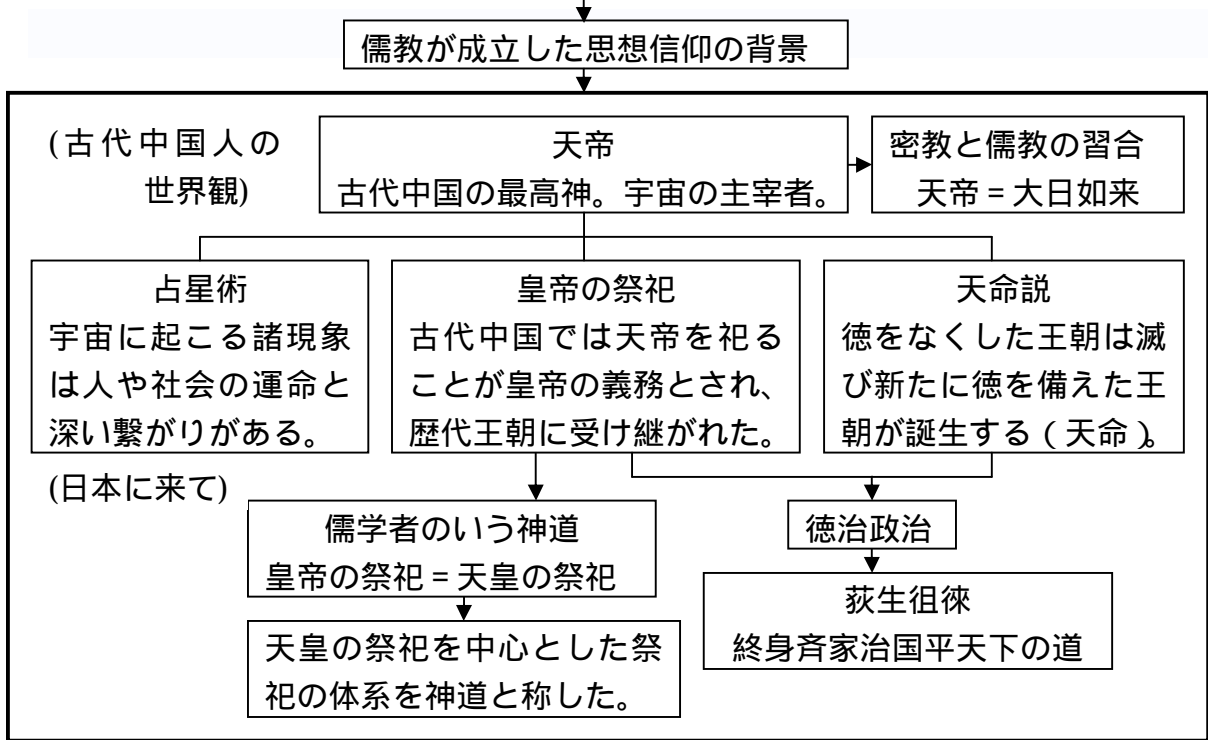 儒教が成立した思想信仰の背景
(古代中国人の
世界観)
天帝
古代中国の最高神。宇宙の主宰者。
密教と儒教の習合
天帝=大日如来
占星術
宇宙に起こる諸現象
は人や社会の運命と
深い繋がりがある。
皇帝の祭祀
古代中国では天帝を祀る
ことが皇帝の義務とされ、
歴代王朝に受け継がれた。
天命説
徳をなくした王朝は滅
び新たに徳を備えた王
朝が誕生する(天命)。
(日本に来て)
儒学者のいう神道
皇帝の祭祀=天皇の祭祀
天皇の祭祀を中心とした祭
祀の体系を神道と称した。
徳治政治
荻生徂徠
終身斉家治国平天下の道